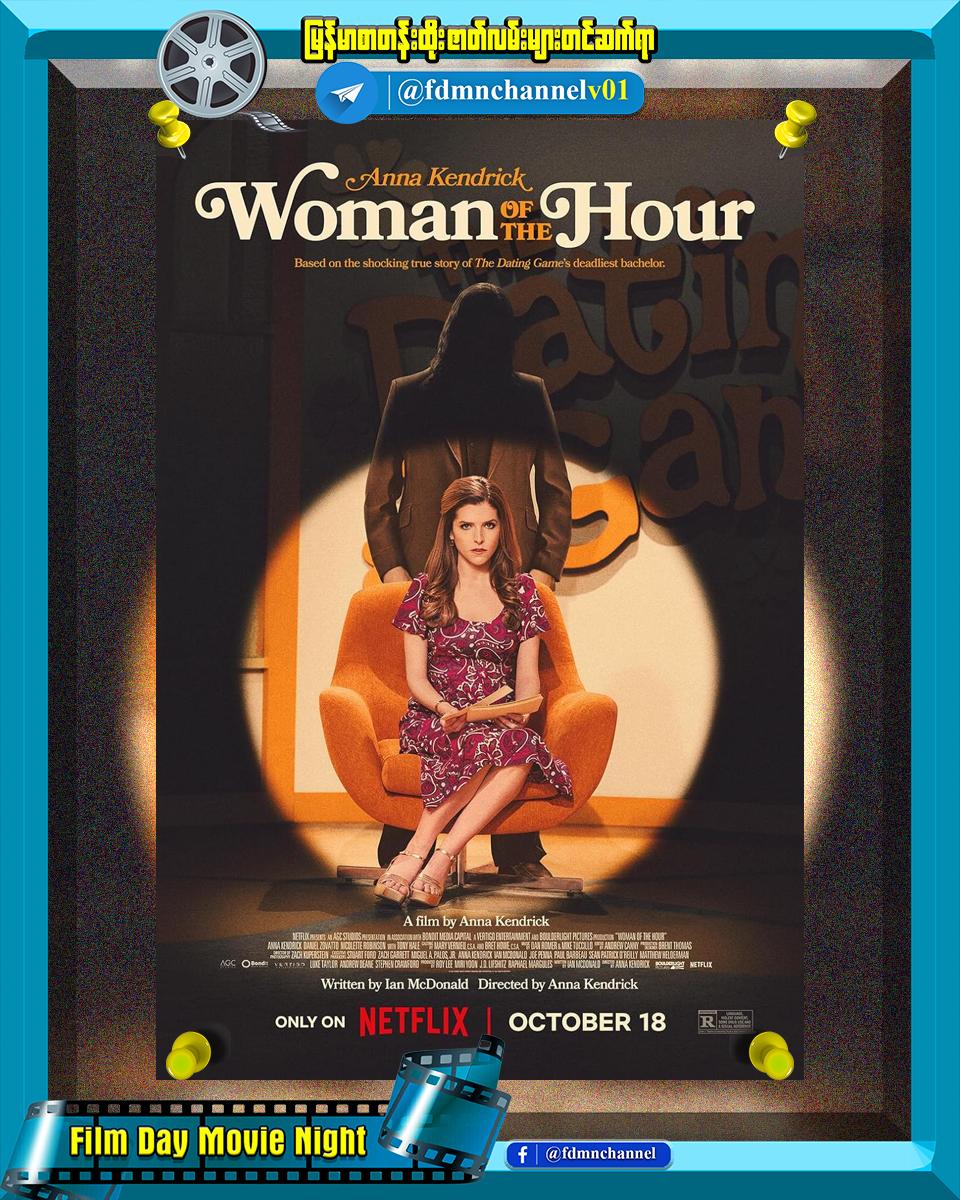 မြန်မာစာတန်းထိုးဇာတ်လမ်းများတင်ဆက်ရာ
@fdmnchannelv01
Anna Kendrick
Woman OF THE Hour
Based on the shocking true story of The Dating Game's deadliest bachelor.
A film by Anna Kendrick
Written by Ian McDonald Directed by Anna Kendrick
ONLY ON NETFLIX | OCTOBER 18
R
Film Day Movie Night
@fdmnchannel